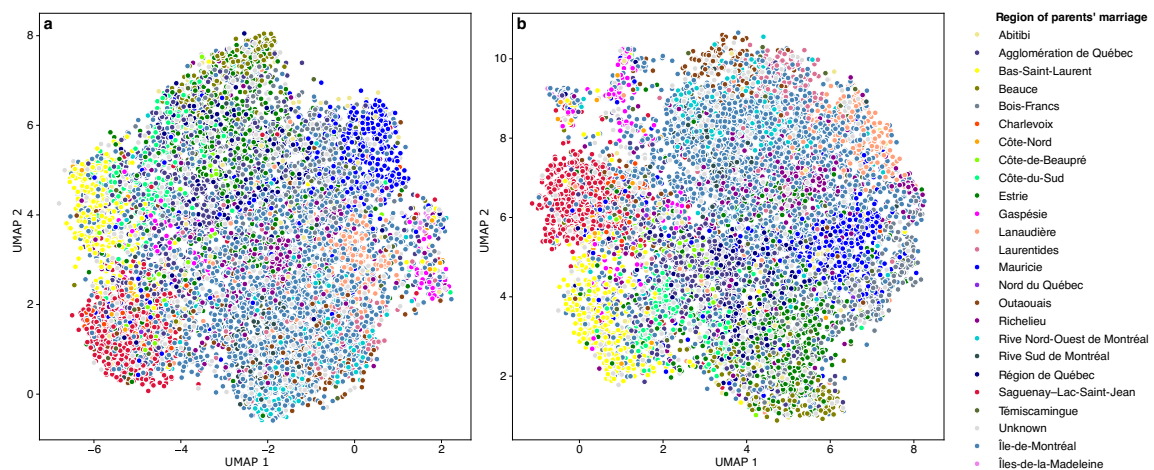 a
b
8
6
4
2
0
UMAP 2
−6
−4
−2
0
2
UMAP 1
10
8
6
4
2
UMAP 2
0
2
4
6
8
UMAP 1
Region of parents' marriage
Abitibi
Agglomération de Québec
Bas-Saint-Laurent
Beauce
Bois-Francs
Charlevoix
Côte-Nord
Côte-de-Beaupré
Côte-du-Sud
Estrie
Gaspésie
Lanaudière
Laurentides
Mauricie
Nord du Québec
Outaouais
Richelieu
Rive Nord-Ouest de Montréal
Rive Sud de Montréal
Région de Québec
Saguenay–Lac-Saint-Jean
Témiscamingue
Unknown
Île-de-Montréal
Îles-de-la-Madeleine